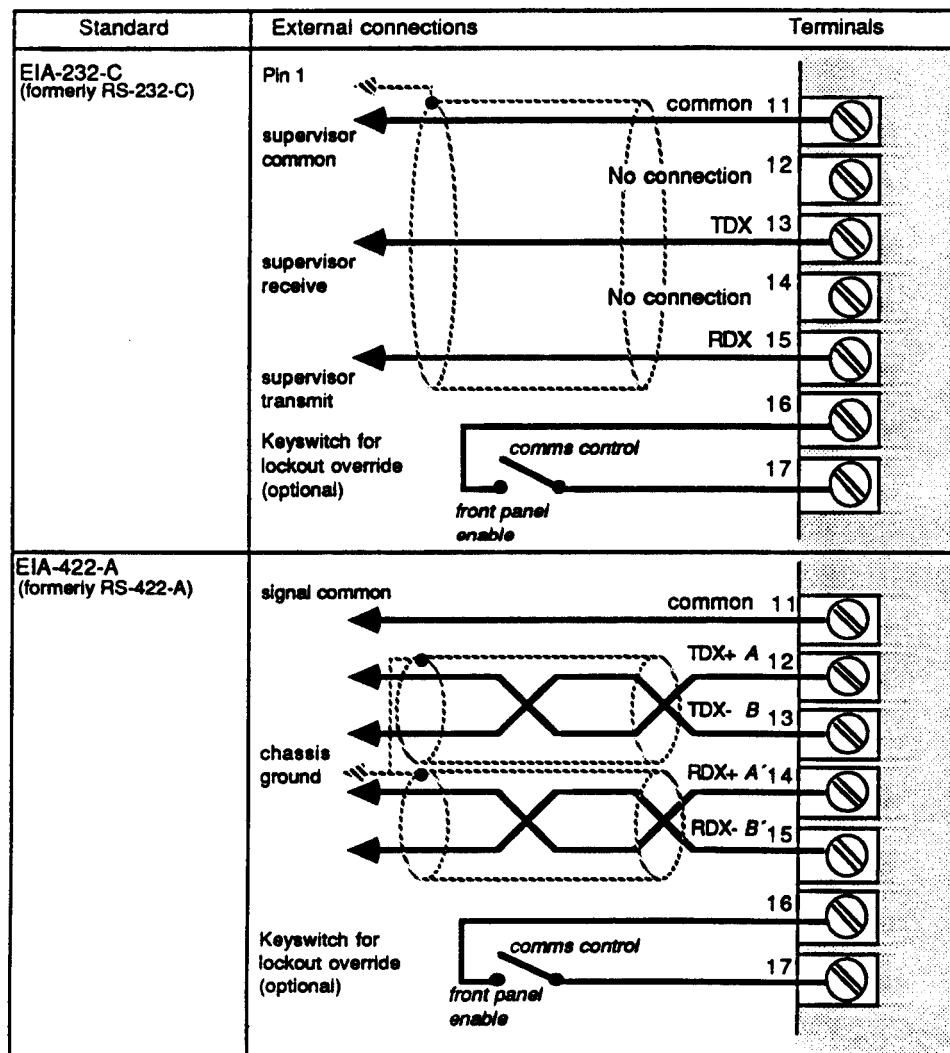 Standard
External connections
Terminals
EIA-232-C
(formerly RS-232-C)
Pin 1
common 11
supervisor
common
12
No connection
TDX 13
supervisor
receive
14
No connection
RDX 15
supervisor
transmit
16
Keyswitch for
lockout override
(optional)
comms control
17
front panel
enable
EIA-422-A
(formerly RS-422-A)
signal common
common 11
TDX+ A 12
TDX- B 13
chassis
ground
RDX+ A´ 14
RDX- B´ 15
16
Keyswitch for
lockout override
(optional)
comms control
17
front panel
enable